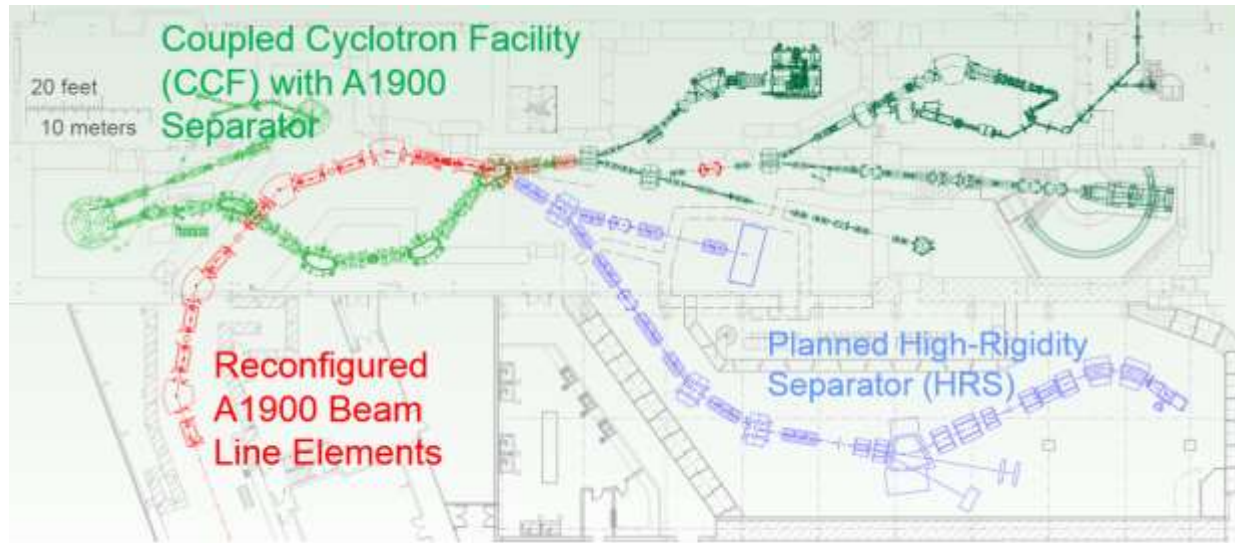 Coupled Cyclotron Facility
(CCF) with A1900
Separator
20 feet
10 meters
Reconfigured
A1900 Beam
Line Elements
Planned High-Rigidity
Separator (HRS)